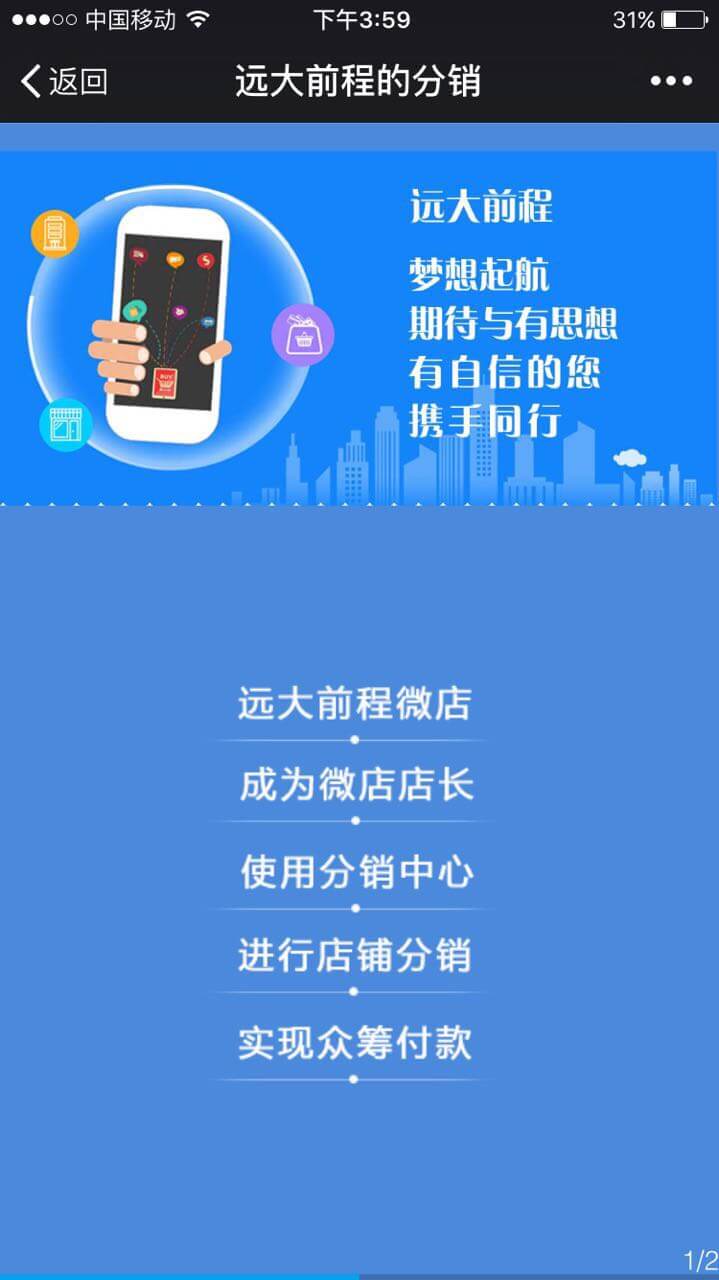 中国移动 下午3:59 31%
返回 远大前程的分销
远大前程
梦想起航
期待与有思想
有自信的您
携手同行
BUY
远大前程微店
成为微店店长
使用分销中心
进行店铺分销
实现众筹付款
1/2